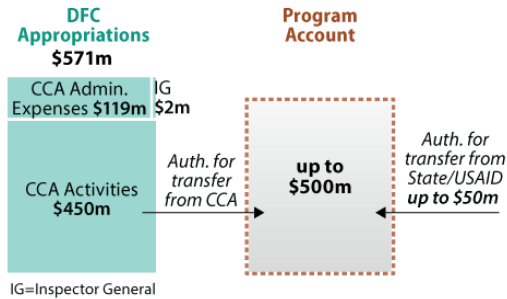 DFC
Appropriations
$571m
CCA Admin.
Expenses $119m
IG
$2m
CCA Activities
$450m
Auth. for
transfer
from CCA
Program
Account
up to
$500m
Auth. for
transfer from
State/USAID
up to $50m
IG=Inspector General